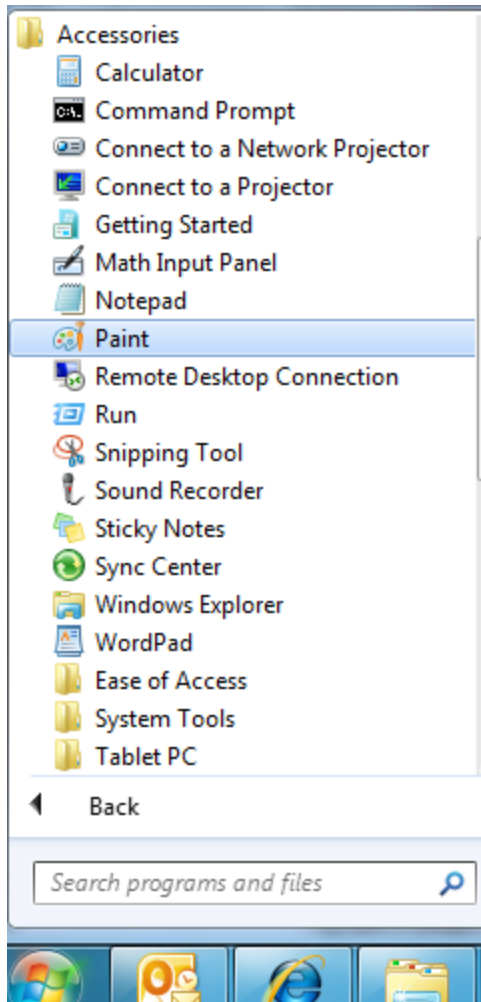 Accessories
Calculator
Command Prompt
Connect to a Network Projector
Connect to a Projector
Getting Started
Math Input Panel
Notepad
Paint
Remote Desktop Connection
Run
Snipping Tool
Sound Recorder
Sticky Notes
Sync Center
Windows Explorer
WordPad
Ease of Access
System Tools
Tablet PC
Back
Search programs and files